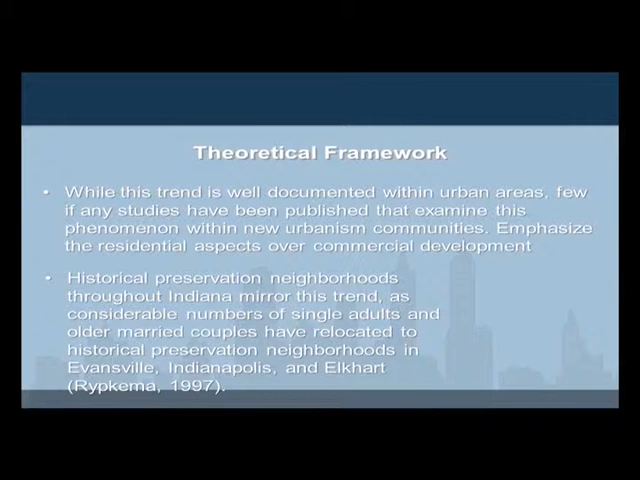 Theoretical Framework
• While this trend is well documented within urban areas, few
if any studies have been published that examine this
phenomenon within new urbanism communities. Emphasize
the residential aspects over commercial development
• Historical preservation neighborhoods
throughout Indiana mirror this trend, as
considerable numbers of single adults and
older married couples have relocated to
historical preservation neighborhoods in
Evansville, Indianapolis, and Elkhart
(Rypkema, 1997).